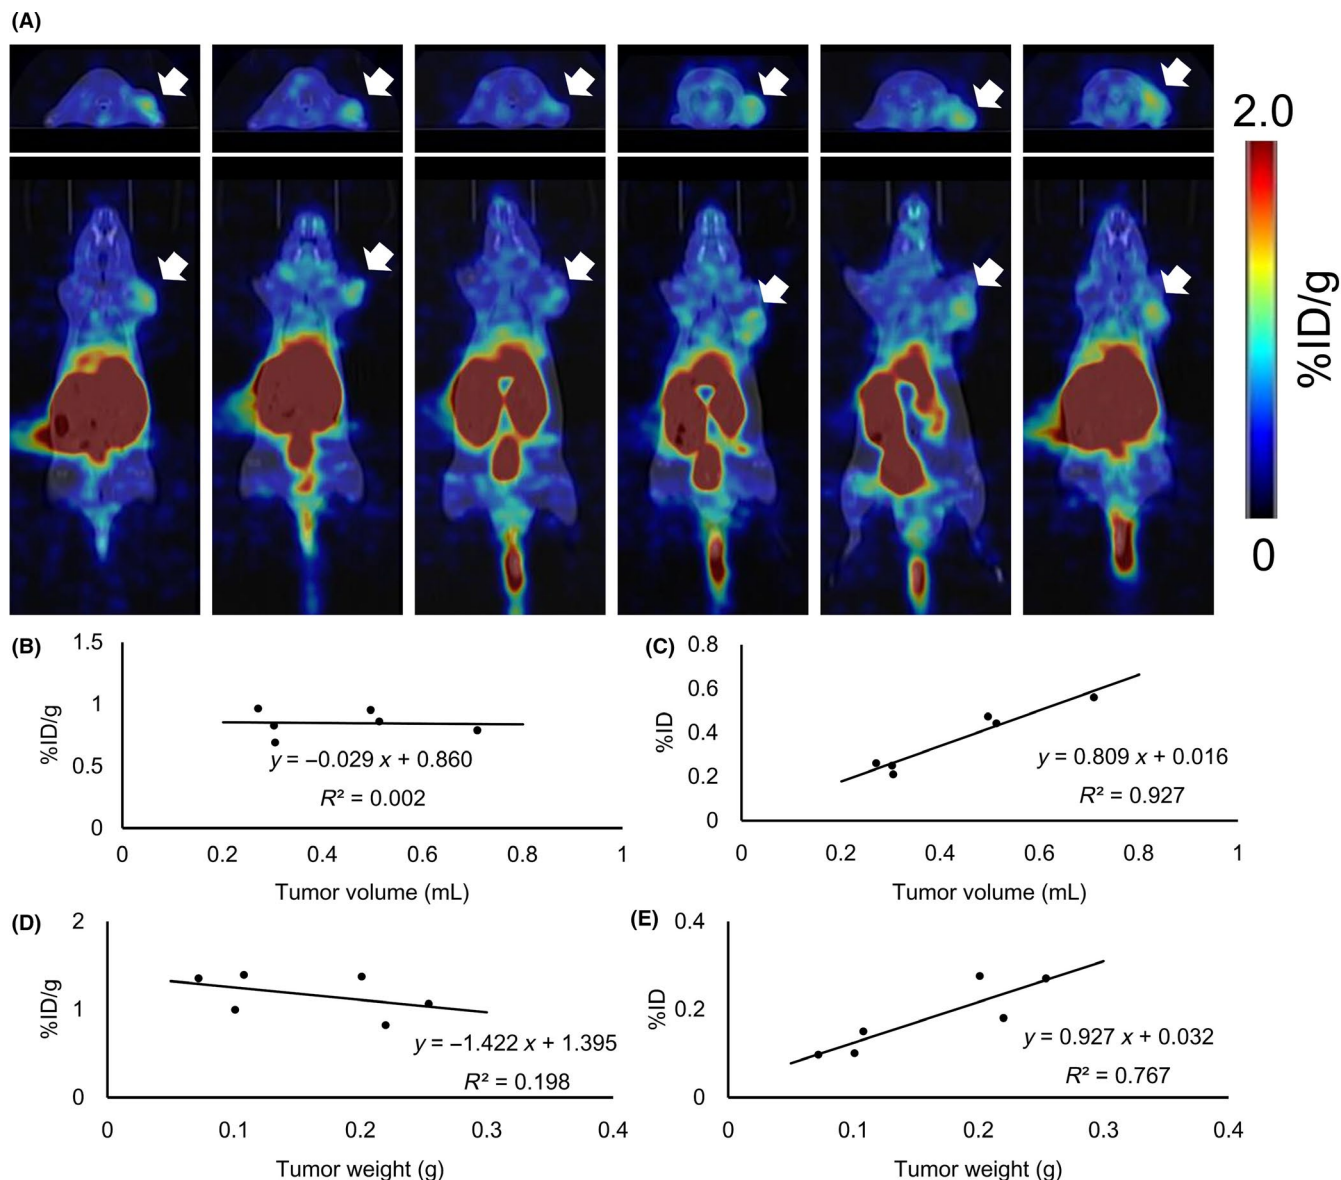 (A)
2.0
%ID/g
0
(B)
1.5
1
0.5
0
%ID/g
y = −0.029 x + 0.860
R² = 0.002
0 0.2 0.4 0.6 0.8 1
Tumor volume (mL)
(C)
0.8
0.6
0.4
0.2
0
%ID
y = 0.809 x + 0.016
R² = 0.927
0 0.2 0.4 0.6 0.8 1
Tumor volume (mL)
(D)
2
1
0
%ID/g
y = −1.422 x + 1.395
R² = 0.198
0 0.1 0.2 0.3 0.4
Tumor weight (g)
(E)
0.4
0.2
0
%ID
y = 0.927 x + 0.032
R² = 0.767
0 0.1 0.2 0.3 0.4
Tumor weight (g)